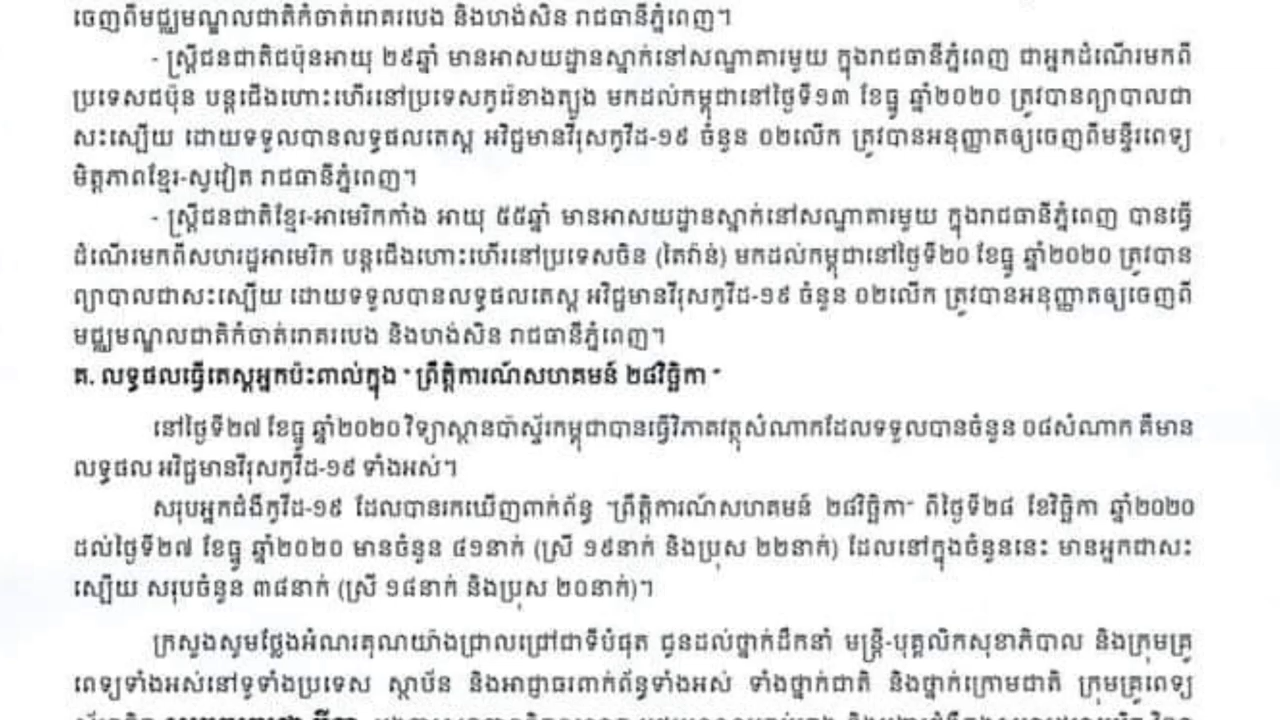 ចេញពីមជ្ឈមណ្ឌលជាតិកំចាត់រោគរបេង និងហង់សិន រាជធានីភ្នំពេញ។
- ស្ត្រីជនជាតិជប៉ុនអាយុ ២៩ឆ្នាំ មានអាសយដ្ឋានស្នាក់នៅសណ្ឋាគារមួយ ក្នុងរាជធានីភ្នំពេញ ជាអ្នកដំណើរមកពី
ប្រទេសជប៉ុន បន្តជើងហោះហើរនៅប្រទេសកូរ៉េខាងត្បូង មកដល់កម្ពុជានៅថ្ងៃទី១៣ ខែធ្នូ ឆ្នាំ២០២០ ត្រូវបានព្យាបាលជា
សះស្បើយ ដោយទទួលបានលទ្ធផលតេស្ត អវិជ្ជមានវីរុសកូវីដ-១៩ ចំនួន ០២លើក ត្រូវបានអនុញ្ញាតឲ្យចេញពីមន្ទីរពេទ្យ
មិត្តភាពខ្មែរ-សូវៀត រាជធានីភ្នំពេញ។
- ស្ត្រីជនជាតិខ្មែរ-អាមេរិកកាំង អាយុ ៥៥ឆ្នាំ មានអាសយដ្ឋានស្នាក់នៅសណ្ឋាគារមួយ ក្នុងរាជធានីភ្នំពេញ បានធ្វើ
ដំណើរមកពីសហរដ្ឋអាមេរិក បន្តជើងហោះហើរនៅប្រទេសចិន (តៃវ៉ាន់) មកដល់កម្ពុជានៅថ្ងៃទី២០ ខែធ្នូ ឆ្នាំ២០២០ ត្រូវបាន
ព្យាបាលជាសះស្បើយ ដោយទទួលបានលទ្ធផលតេស្ត អវិជ្ជមានវីរុសកូវីដ-១៩ ចំនួន ០២លើក ត្រូវបានអនុញ្ញាតឲ្យចេញពី
មជ្ឈមណ្ឌលជាតិកំចាត់រោគរបេង និងហង់សិន រាជធានីភ្នំពេញ។
គ. លទ្ធផលធ្វើតេស្តអ្នកប៉ះពាល់ក្នុង " ព្រឹត្តិការណ៍សហគមន៍ ២៨វិច្ឆិកា "
នៅថ្ងៃទី២៧ ខែធ្នូ ឆ្នាំ២០២០ វិទ្យាស្ថានប៉ាស្ទ័រកម្ពុជាបានធ្វើវិភាគវត្ថុសំណាកដែលទទួលបានចំនួន ០៨សំណាក គឺមាន
លទ្ធផល អវិជ្ជមានវីរុសកូវីដ-១៩ ទាំងអស់។
សរុបអ្នកជំងឺកូវីដ-១៩ ដែលបានរកឃើញពាក់ព័ន្ធ "ព្រឹត្តិការណ៍សហគមន៍ ២៨វិច្ឆិកា" ពីថ្ងៃទី២៨ ខែវិច្ឆិកា ឆ្នាំ២០២០
ដល់ថ្ងៃទី២៧ ខែធ្នូ ឆ្នាំ២០២០ មានចំនួន ៤១នាក់ (ស្រី ១៩នាក់ និងប្រុស ២២នាក់) ដែលនៅក្នុងចំនួននេះ មានអ្នកជាសះ
ស្បើយ សរុបចំនួន ៣៨នាក់ (ស្រី ១៨នាក់ និងប្រុស ២០នាក់)។
ក្រសួងសូមថ្លែងអំណរគុណយ៉ាងជ្រាលជ្រៅជាទីបំផុត ជូនដល់ថ្នាក់ដឹកនាំ មន្ត្រី-បុគ្គលិកសុខាភិបាល និងក្រុមគ្រូ
ពេទ្យទាំងអស់នៅទូទាំងប្រទេស ស្ថាប័ន និងអាជ្ញាធរពាក់ព័ន្ធទាំងអស់ ទាំងថ្នាក់ជាតិ និងថ្នាក់ក្រោមជាតិ ក្រុមគ្រូពេទ្យ